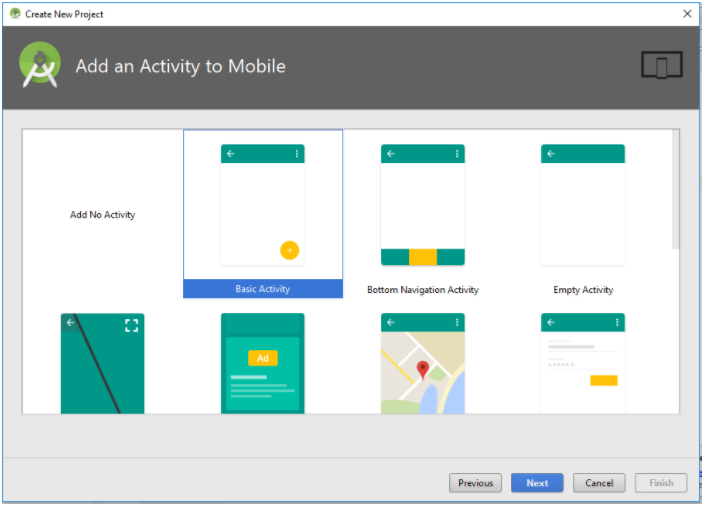 Create New Project
Add an Activity to Mobile
Add No Activity
Basic Activity
Bottom Navigation Activity
Empty Activity
Ad
Previous
Next
Cancel
Finish